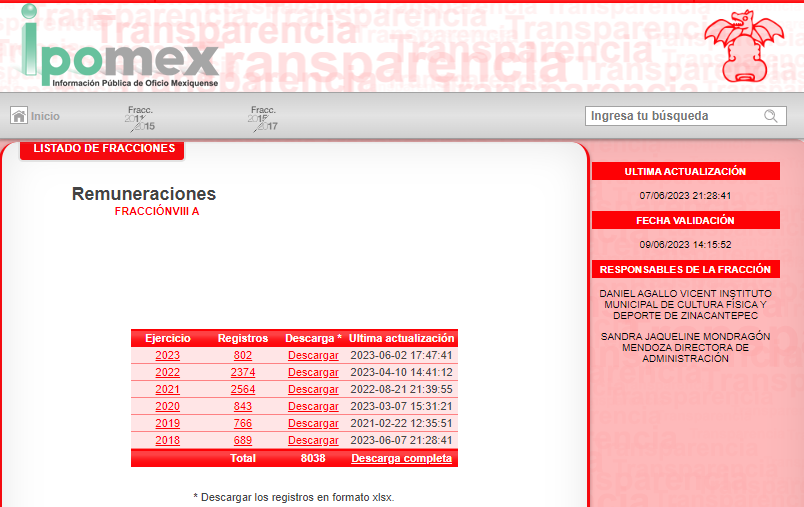 ipomex
Información Pública de Oficio Mexiquense
Transparencia
Inicio
Fracc.
2015
Fracc.
2017
Ingresa tu búsqueda
LISTADO DE FRACCIONES
Remuneraciones
FRACCIÓNVIII A
Ejercicio Registros Descarga * Ultima actualización
2023 802 Descargar 2023-06-02 17:47:41
2022 2374 Descargar 2023-04-10 14:41:12
2021 2564 Descargar 2022-08-21 21:39:55
2020 843 Descargar 2023-03-07 15:31:21
2019 766 Descargar 2021-02-22 12:35:51
2018 689 Descargar 2023-06-07 21:28:41
Total 8038 Descarga completa
* Descargar los registros en formato xlsx.
ULTIMA ACTUALIZACIÓN
07/06/2023 21:28:41
FECHA VALIDACIÓN
09/06/2023 14:15:52
RESPONSABLES DE LA FRACCIÓN
DANIEL AGALLO VICENT INSTITUTO
MUNICIPAL DE CULTURA FÍSICA Y
DEPORTE DE ZINACANTEPEC
SANDRA JAQUELINE MONDRAGÓN
MENDOZA DIRECTORA DE
ADMINISTRACIÓN